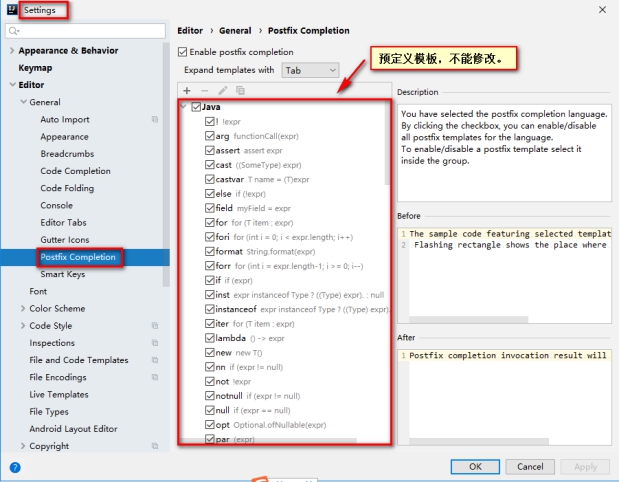 Settings
Editor › General › Postfix Completion
Appearance & Behavior
Keymap
Editor
General
Auto Import
Appearance
Breadcrumbs
Code Completion
Code Folding
Console
Editor Tabs
Gutter Icons
Postfix Completion
Smart Keys
Font
Color Scheme
Code Style
Inspections
File and Code Templates
File Encodings
Live Templates
File Types
Android Layout Editor
Copyright
Enable postfix completion
Expand templates with Tab
预定义模板，不能修改。
Java
! !expr
arg functionCall(expr)
assert assert expr
cast ((SomeType) expr)
castvar T name = (T)expr
else if (!expr)
field myField = expr
for for (T item : expr)
fori for (int i = 0; i < expr.length; i++)
format String.format(expr)
forr for (int i = expr.length-1; i >= 0; i--)
if if (expr)
inst expr instanceof Type ? ((Type) expr). : null
instanceof expr instanceof Type ? ((Type) expr).
iter for (T item : expr)
lambda () -> expr
new new T()
nn if (expr != null)
not !expr
notnull if (expr != null)
null if (expr == null)
opt Optional.ofNullable(expr)
par (expr)
Description
You have selected the postfix completion language.
By clicking the checkbox, you can enable/disable
all postfix templates for the language.
To enable/disable a postfix template select it
inside the group.
Before
1 The sample code featuring selected templat
2 Flashing rectangle shows the place where
After
1 Postfix completion invocation result will
?
OK Cancel Apply